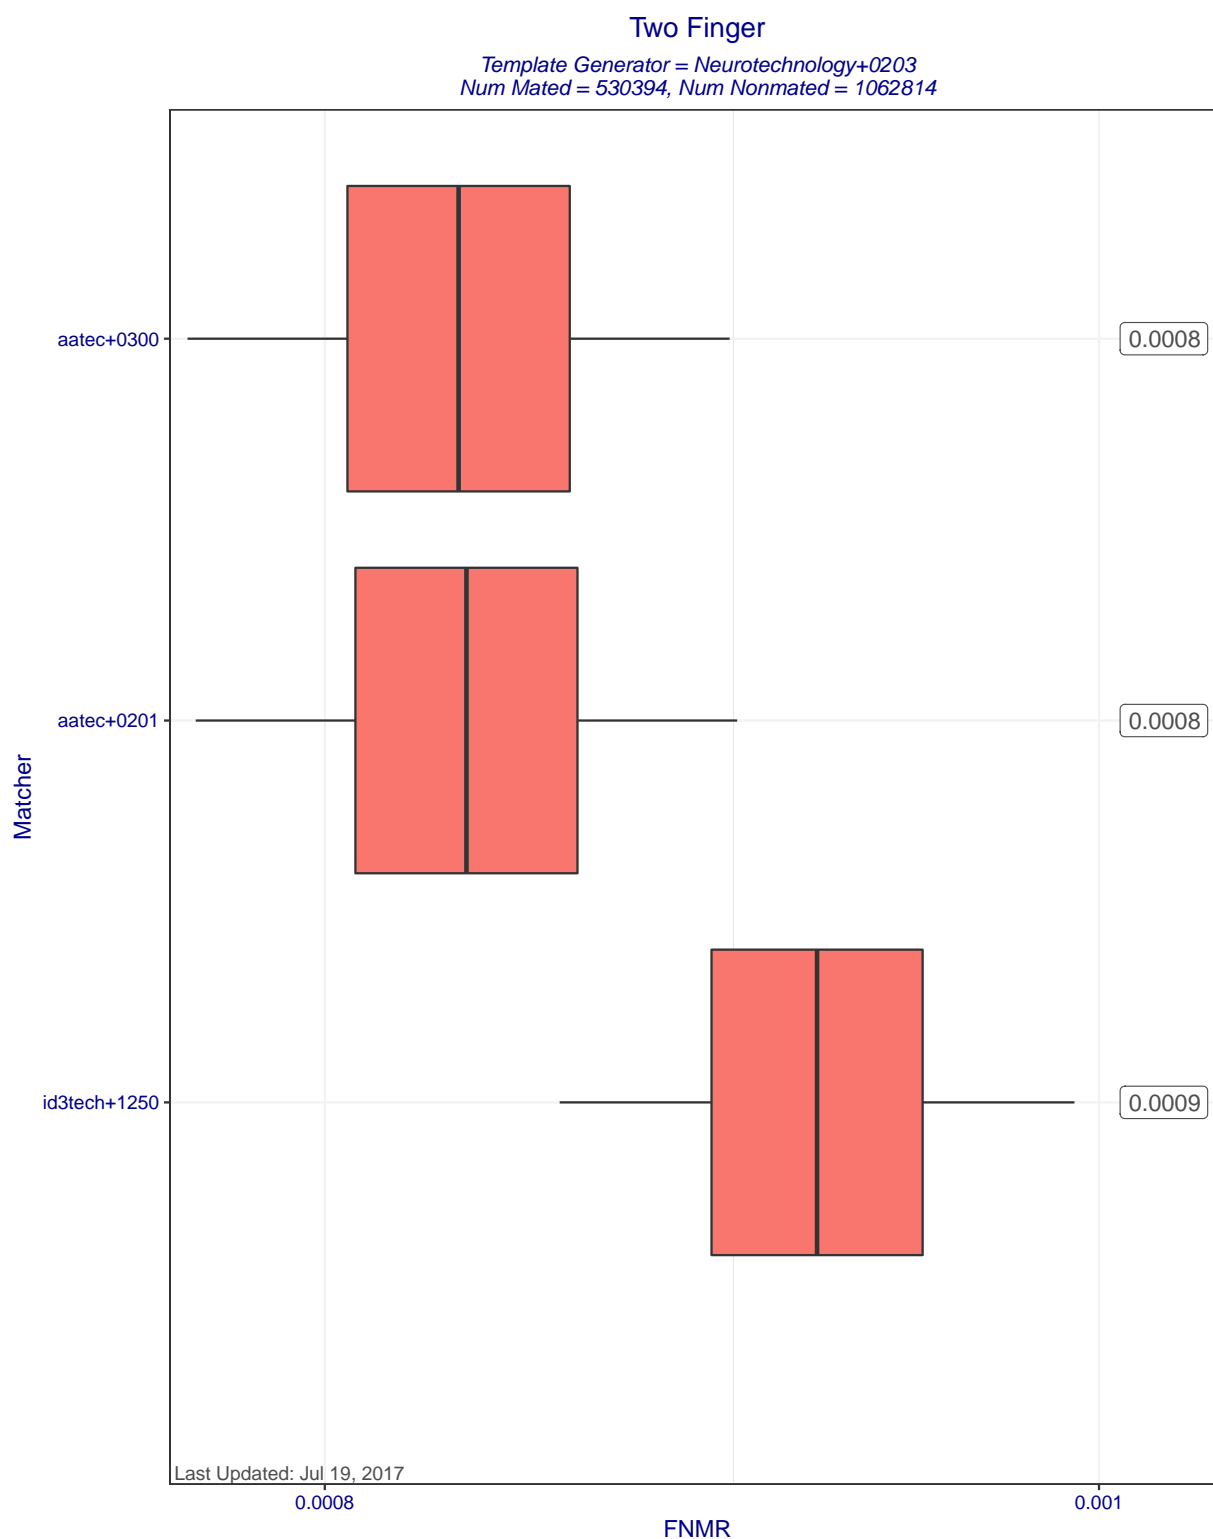 Two Finger
Template Generator = Neurotechnology+0203
Num Mated = 530394, Num Nonmated = 1062814
aatec+0300
0.0008
aatec+0201
0.0008
Matcher
id3tech+1250
0.0009
Last Updated: Jul 19, 2017
0.0008
0.001
FNMR